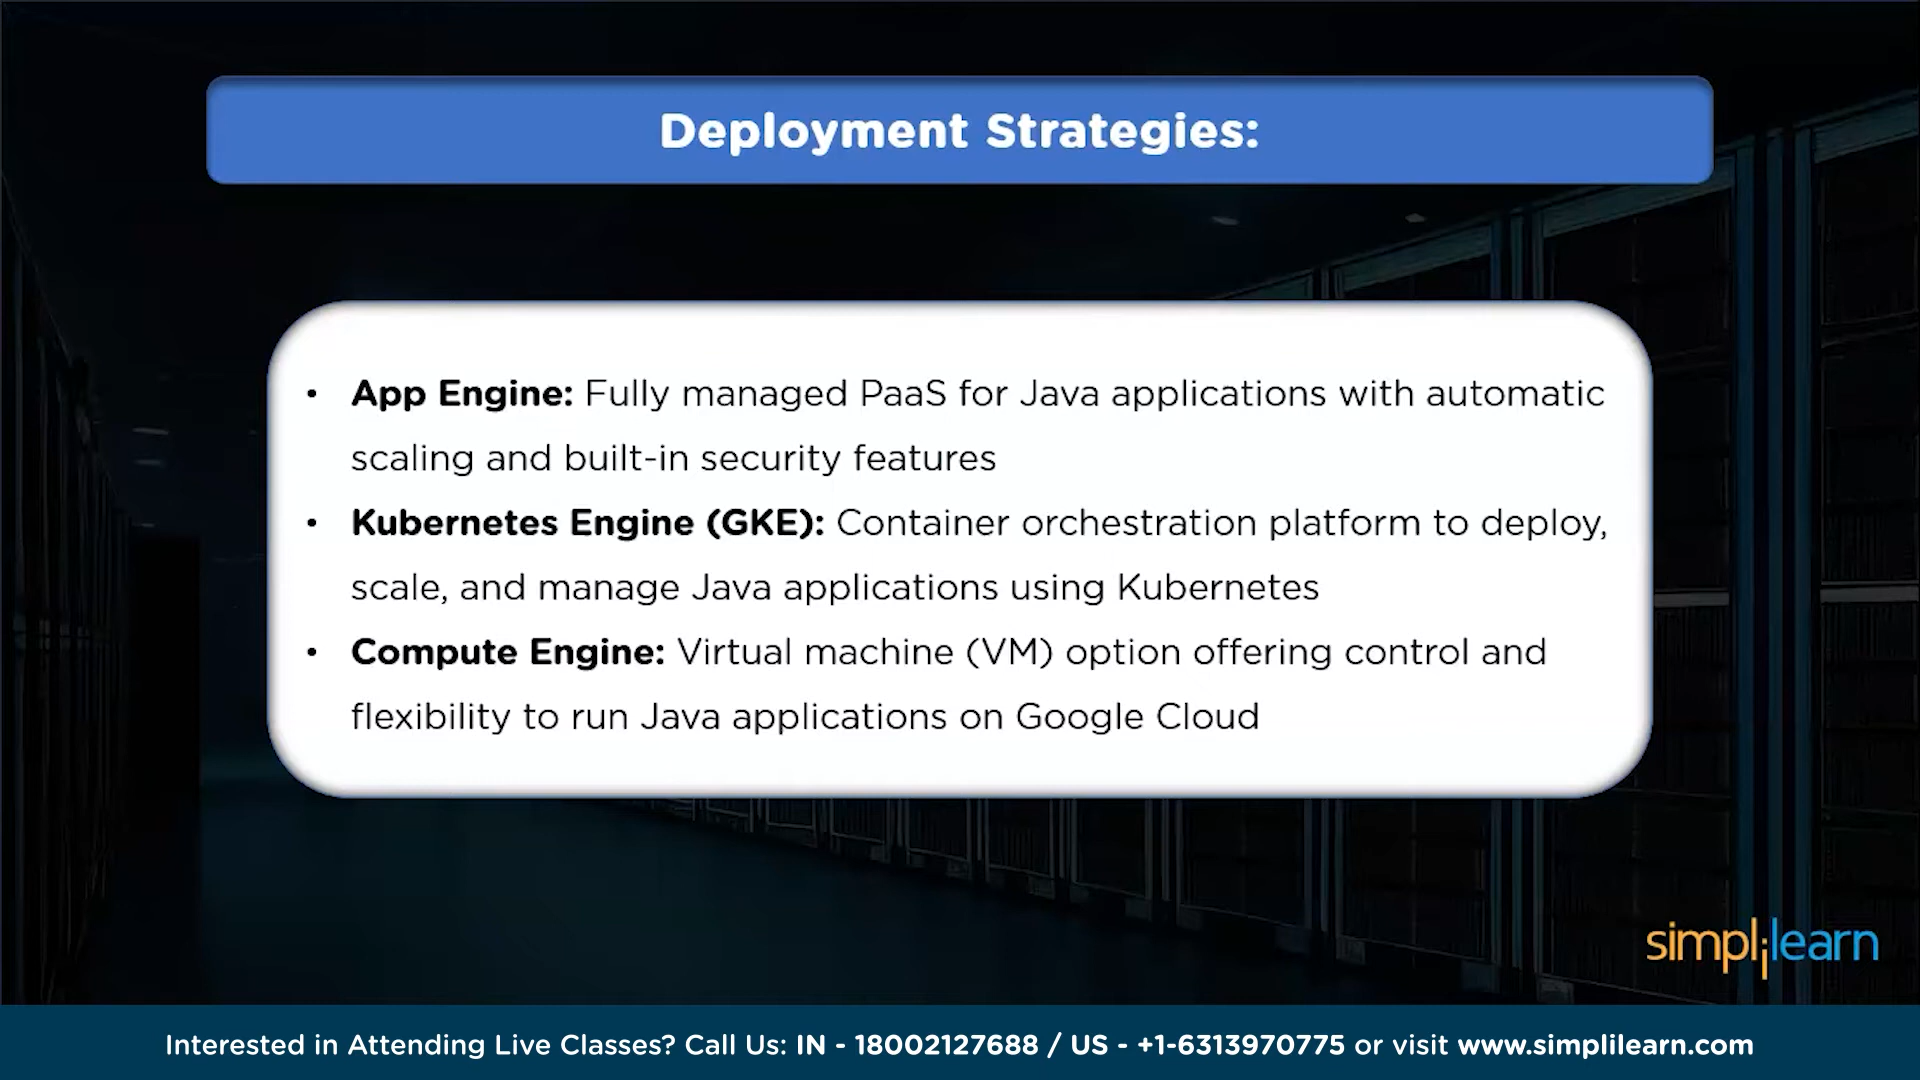 Deployment Strategies:
• App Engine: Fully managed PaaS for Java applications with automatic
scaling and built-in security features
• Kubernetes Engine (GKE): Container orchestration platform to deploy,
scale, and manage Java applications using Kubernetes
• Compute Engine: Virtual machine (VM) option offering control and
flexibility to run Java applications on Google Cloud
simplilearn
Interested in Attending Live Classes? Call Us: IN - 18002127688 / US - +1-6313970775 or visit www.simplilearn.com